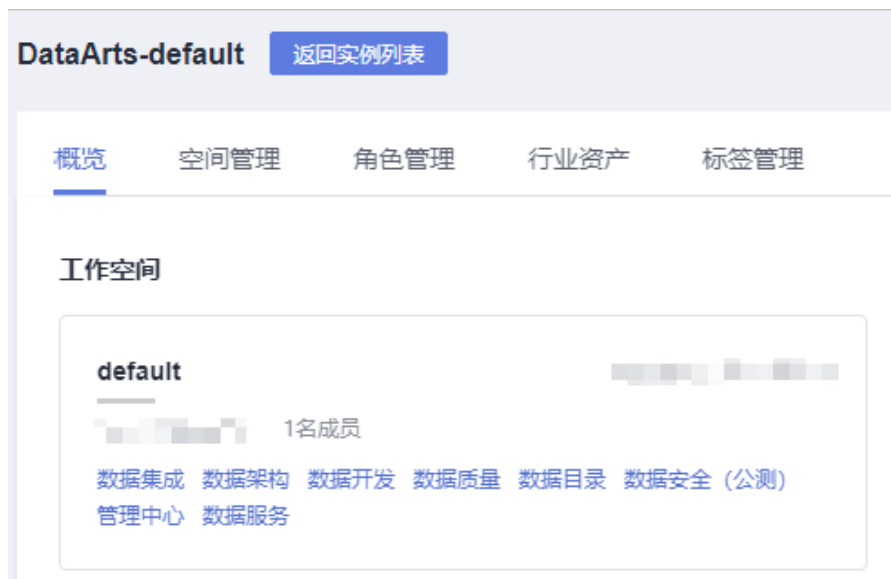 DataArts-default 返回实例列表
概览 空间管理 角色管理 行业资产 标签管理
工作空间
default
1名成员
数据集成 数据架构 数据开发 数据质量 数据目录 数据安全（公测）
管理中心 数据服务